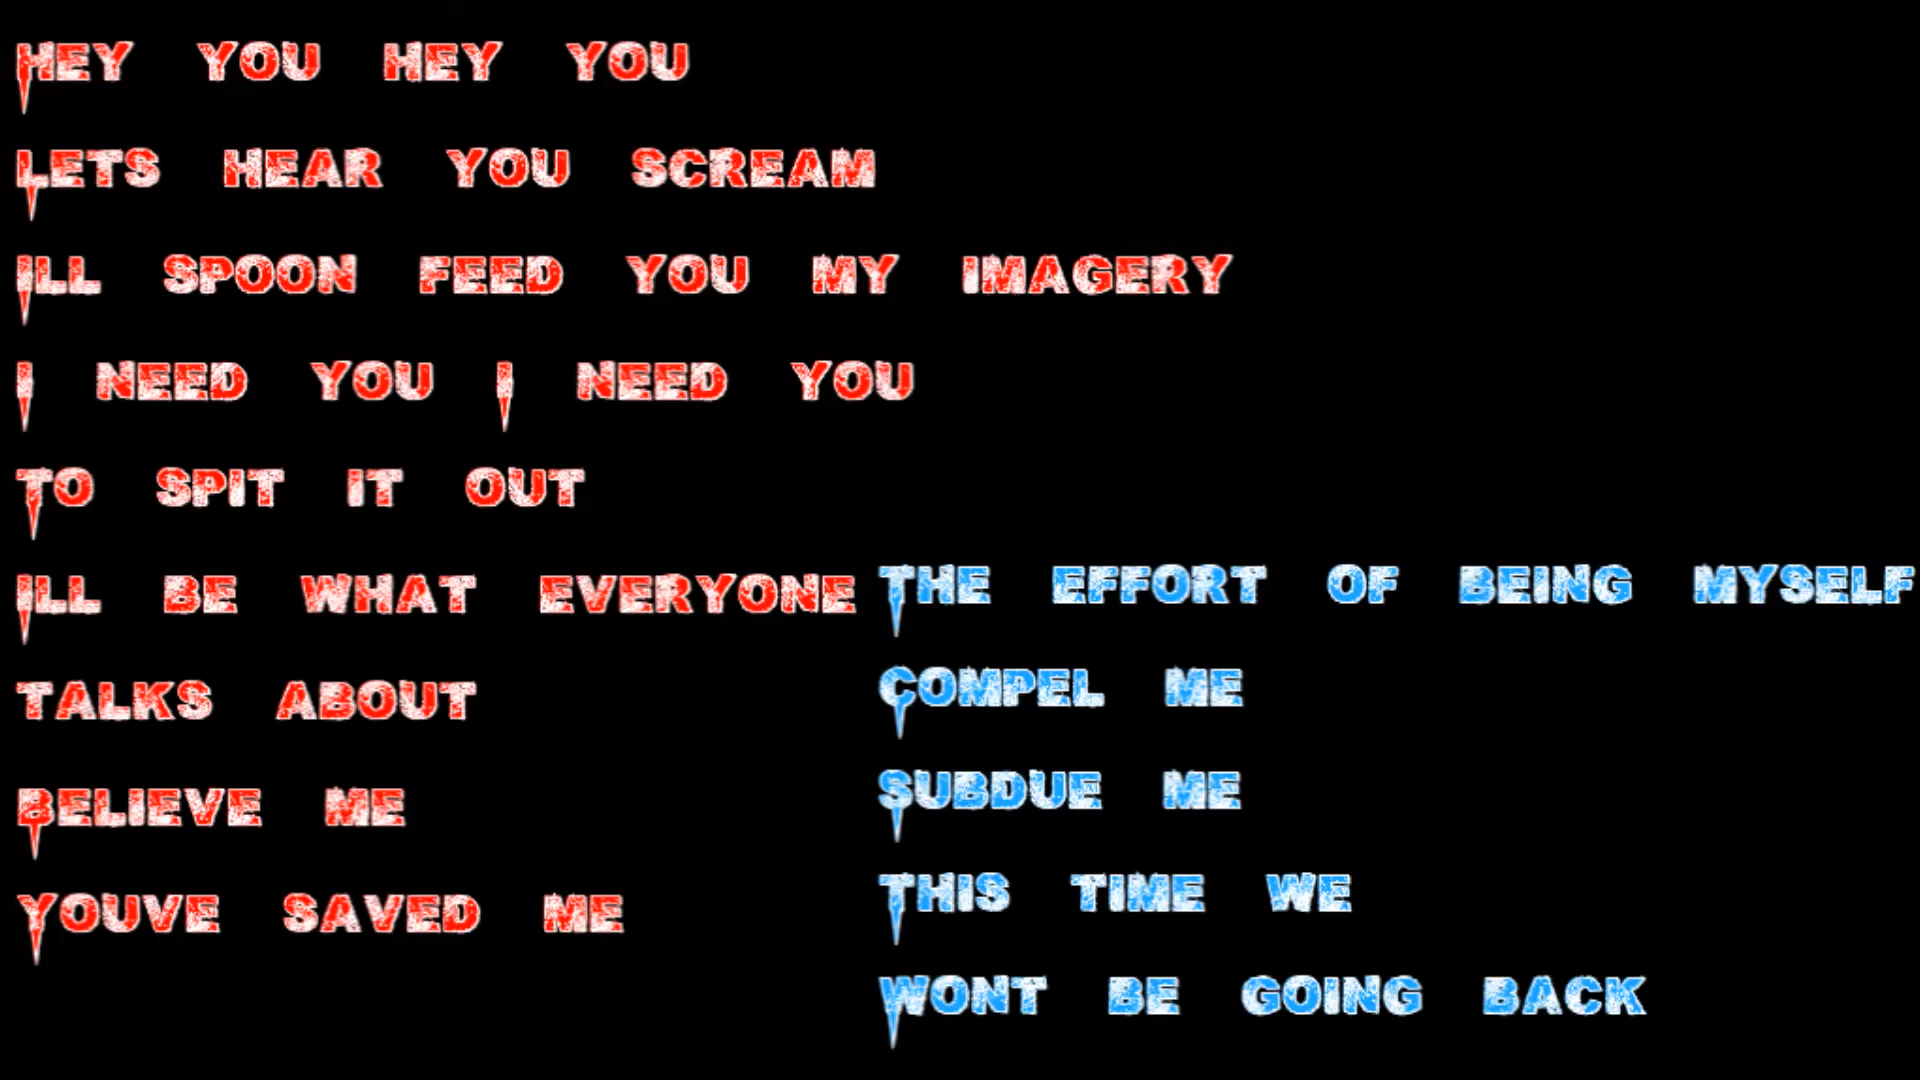 HEY YOU HEY YOU
LETS HEAR YOU SCREAM
ILL SPOON FEED YOU MY IMAGERY
I NEED YOU I NEED YOU
TO SPIT IT OUT
ILL BE WHAT EVERYONE
TALKS ABOUT
BELIEVE ME
YOUVE SAVED ME
THE EFFORT OF BEING MYSELF
COMPEL ME
SUBDUE ME
THIS TIME WE
WONT BE GOING BACK